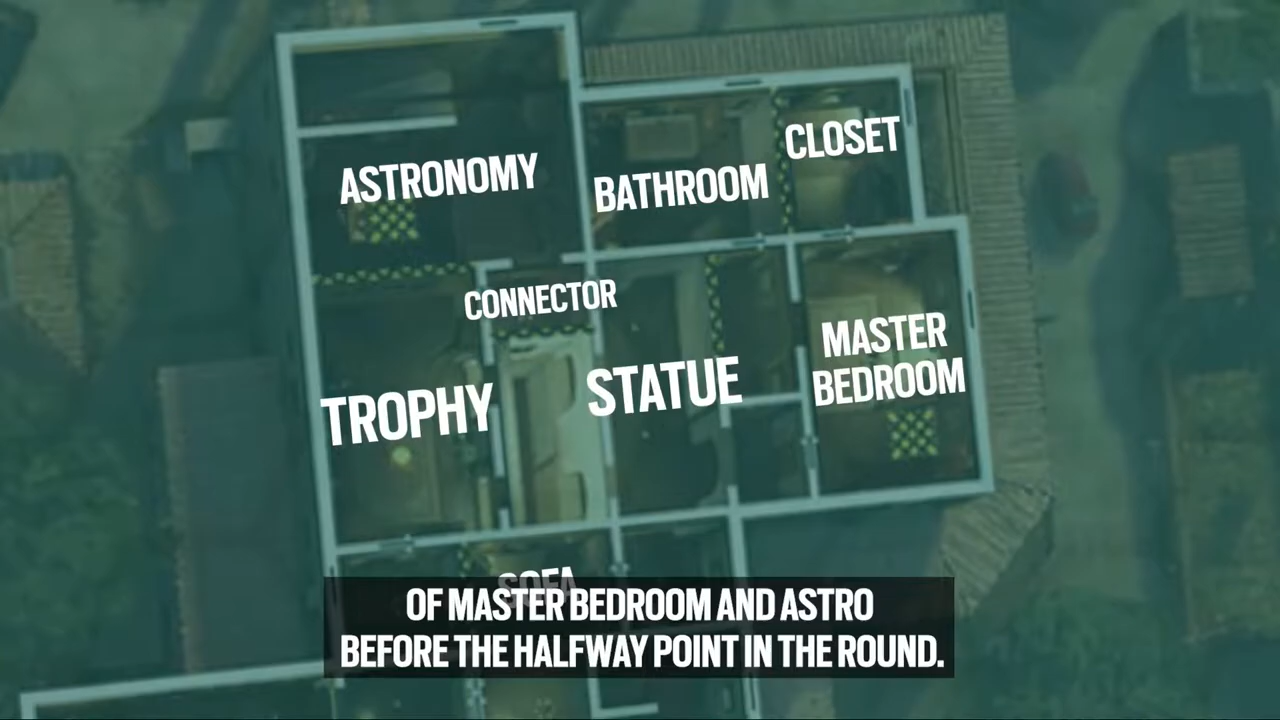 CLOSET
ASTRONOMY
BATHROOM
CONNECTOR
MASTER
BEDROOM
STATUE
TROPHY
SOFA
OF MASTER BEDROOM AND ASTRO
BEFORE THE HALFWAY POINT IN THE ROUND.